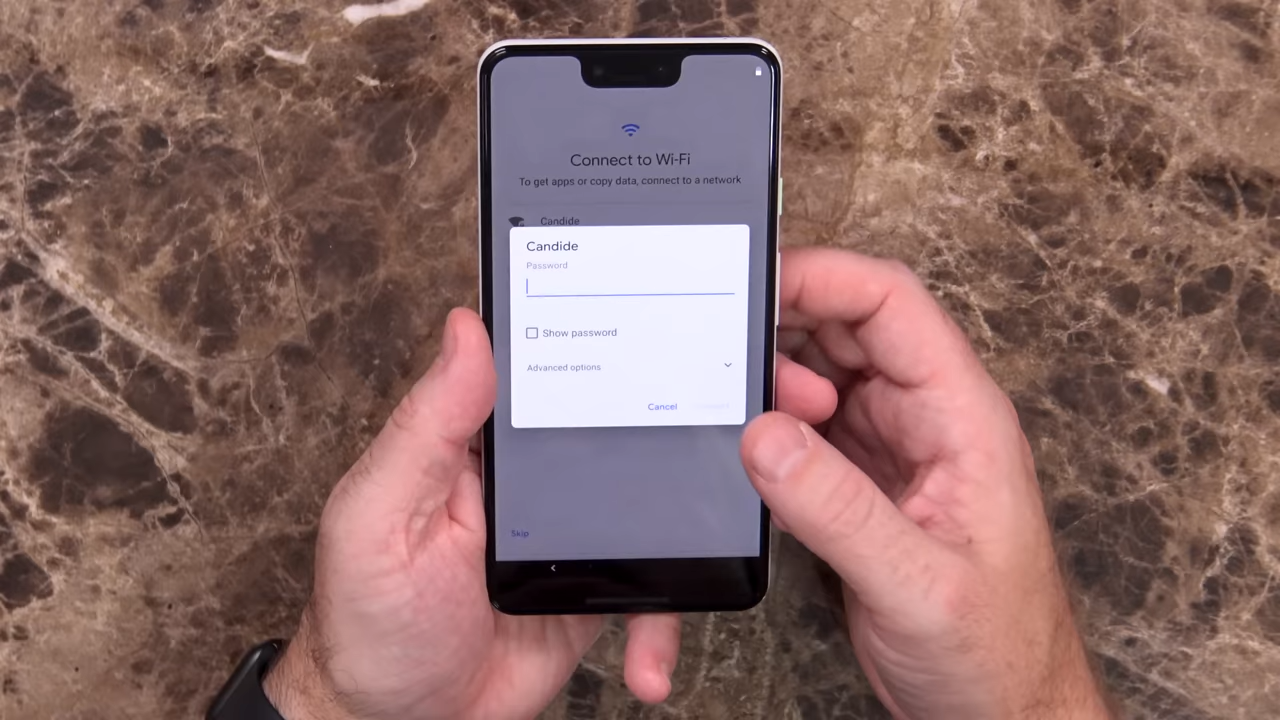 Connect to Wi-Fi
To get apps or copy data, connect to a network
Candide
Candide
Password
Show password
Advanced options
Cancel
Skip